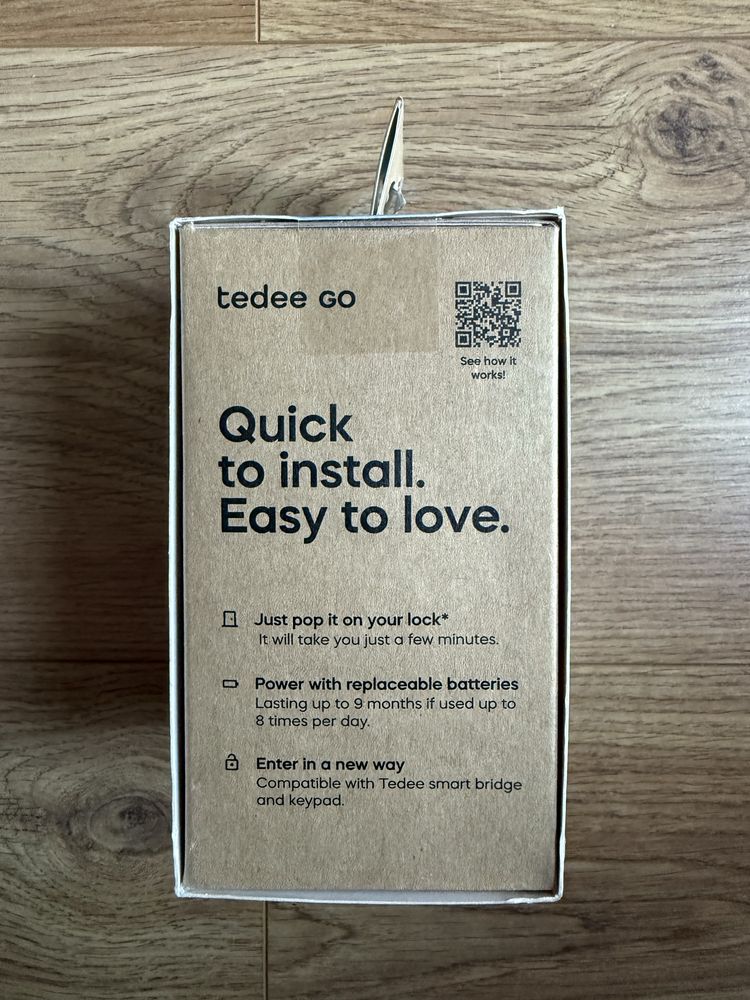 tedee GO
See how it
works!
Quick
to install.
Easy to love.
Just pop it on your lock*
It will take you just a few minutes.
Power with replaceable batteries
Lasting up to 9 months if used up to
8 times per day.
Enter in a new way
Compatible with Tedee smart bridge
and keypad.